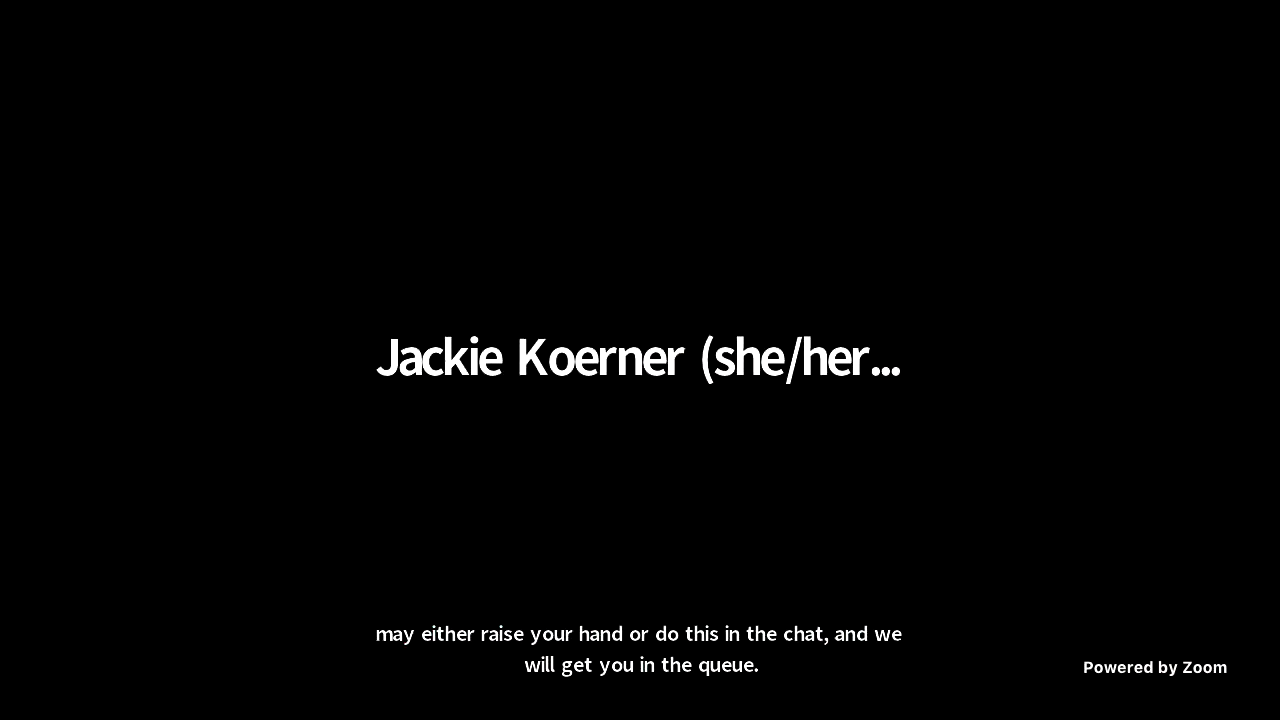 Jackie Koerner (she/her...
may either raise your hand or do this in the chat, and we
will get you in the queue.
Powered by Zoom